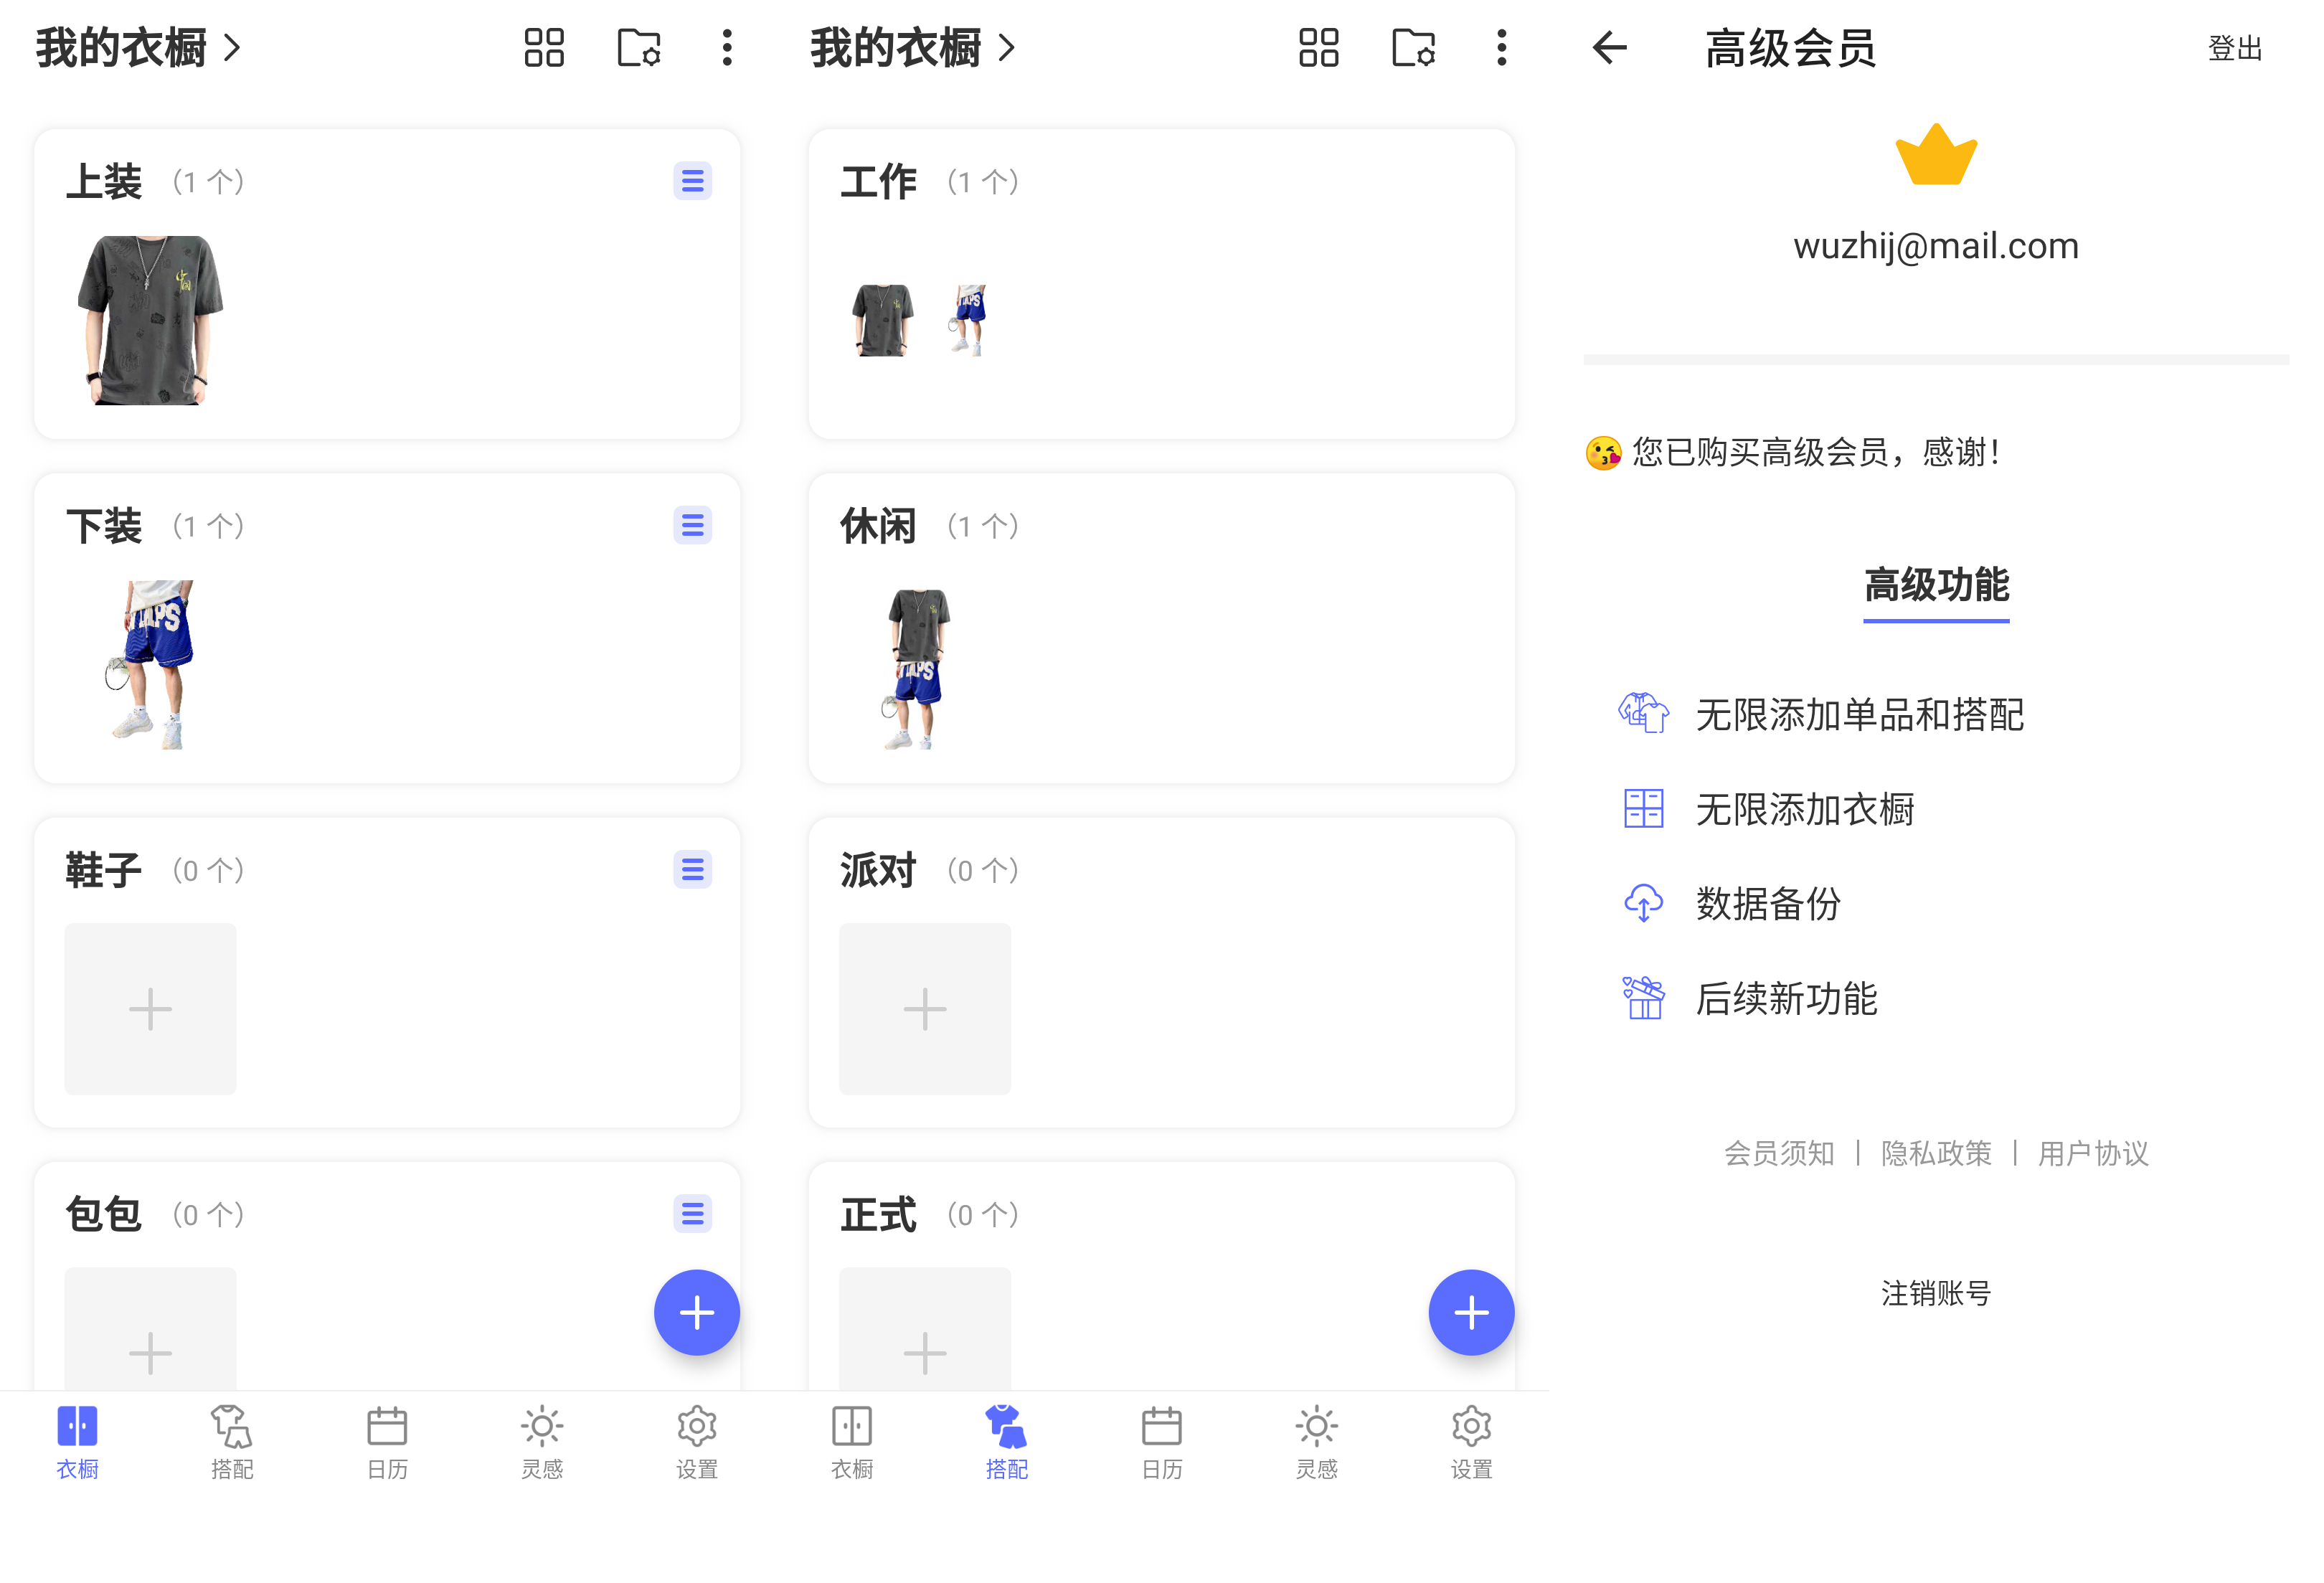 我的衣橱
上装 (1 个)
下装 (1 个)
鞋子 (0 个)
包包 (0 个)
衣橱 搭配 日历 灵感 设置
我的衣橱
工作 (1 个)
休闲 (1 个)
派对 (0 个)
正式 (0 个)
衣橱 搭配 日历 灵感 设置
高级会员 登出
wuzhij@mail.com
😘 您已购买高级会员，感谢！
高级功能
无限添加单品和搭配
无限添加衣橱
数据备份
后续新功能
会员须知 | 隐私政策 | 用户协议
注销账号